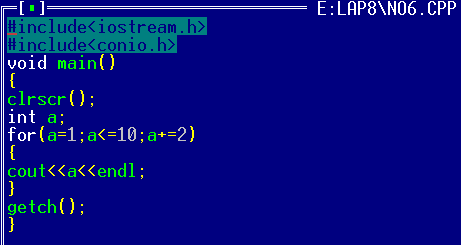 [■] E:LAP8\NO6.CPP
#include<iostream.h>
#include<conio.h>
void main()
{
clrscr();
int a;
for(a=1;a<=10;a+=2)
{
cout<<a<<endl;
}
getch();
}